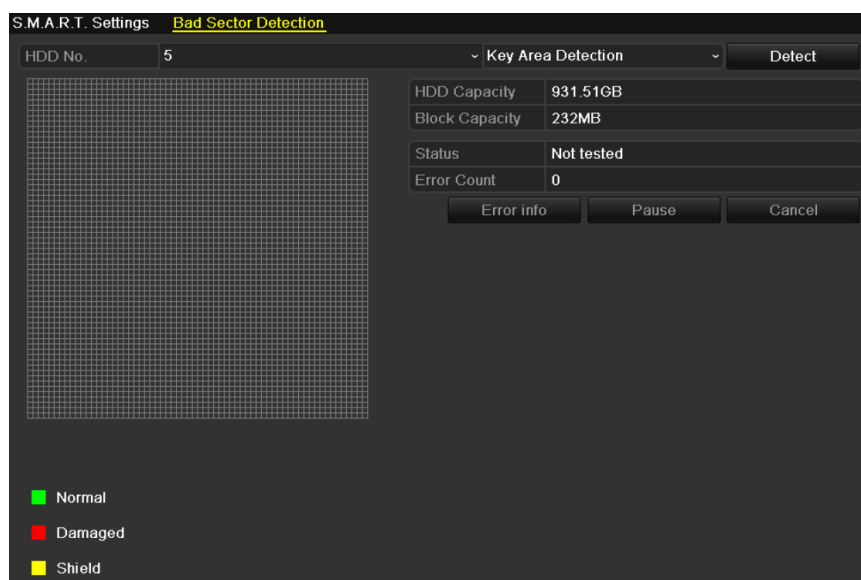 S.M.A.R.T. Settings Bad Sector Detection
HDD No. 5 Key Area Detection Detect
HDD Capacity 931.51GB
Block Capacity 232MB
Status Not tested
Error Count 0
Error info Pause Cancel
Normal
Damaged
Shield